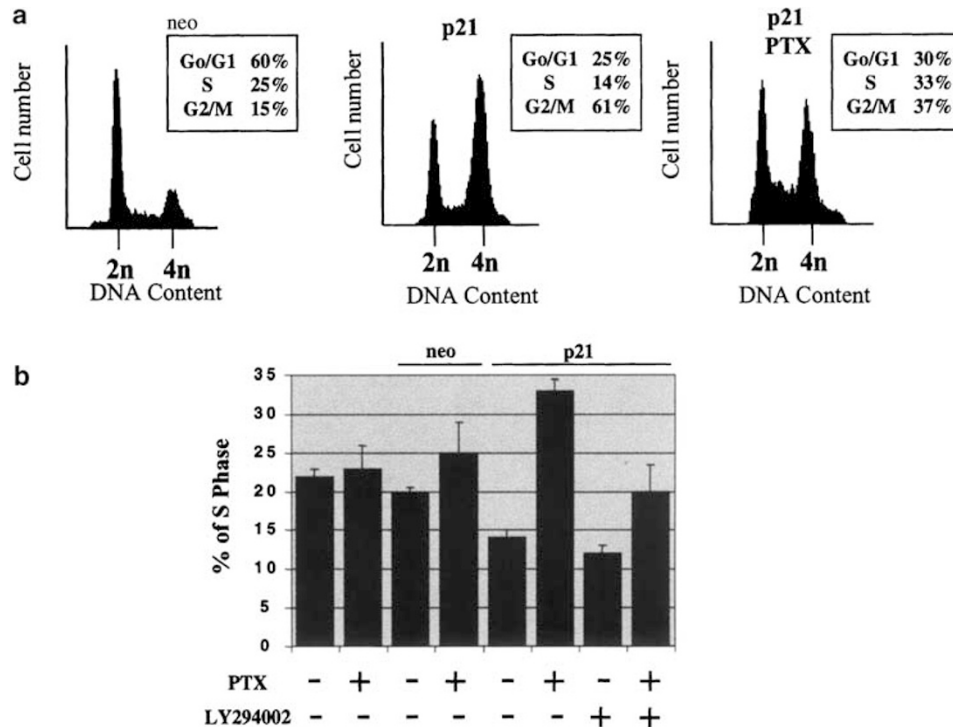 a
neo
Go/G1 60%
S 25%
G2/M 15%
Cell number
2n 4n
DNA Content
p21
Go/G1 25%
S 14%
G2/M 61%
Cell number
2n 4n
DNA Content
p21
PTX
Go/G1 30%
S 33%
G2/M 37%
Cell number
2n 4n
DNA Content
b
neo p21
% of S Phase
35
30
25
20
15
10
5
0
PTX - + - + - + - +
LY294002 - - - - - - + +